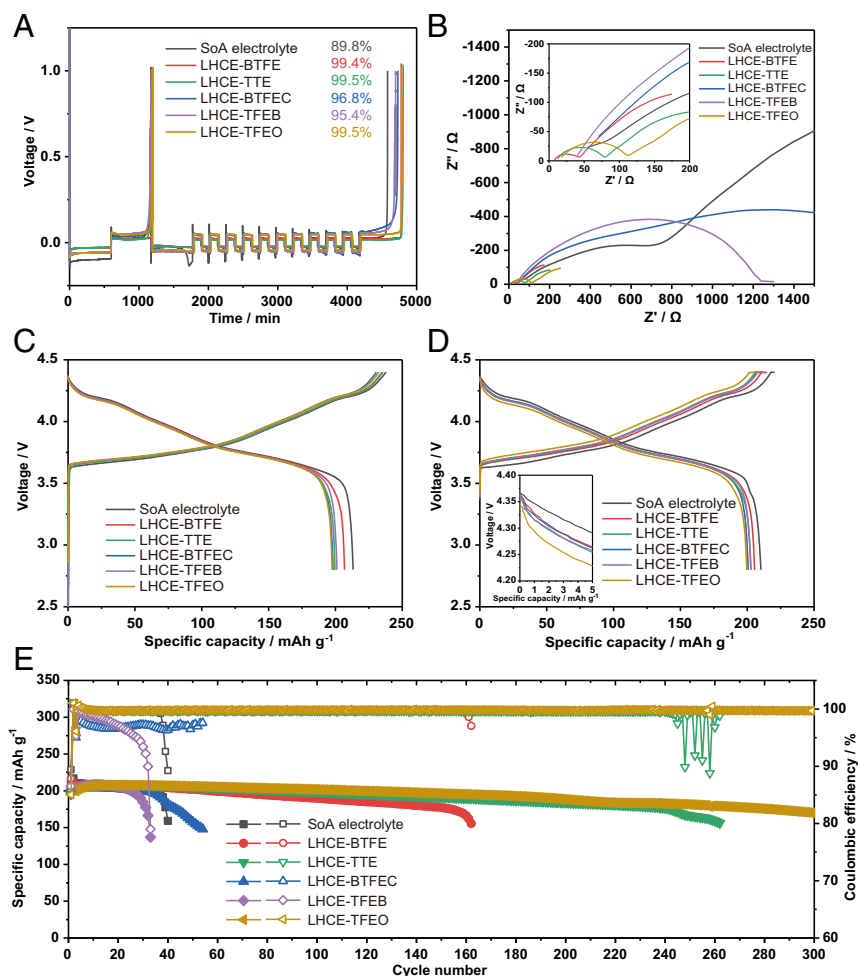 A
SoA electrolyte 89.8%
LHCE-BTFE 99.4%
LHCE-TTE 99.5%
LHCE-BTFEC 96.8%
LHCE-TFEB 95.4%
LHCE-TFEO 99.5%
1.0
0.5
0.0
Voltage / V
0 1000 2000 3000 4000 5000
Time / min
B
-1400
-1200
-1000
-800
-600
-400
-200
0
Z'' / Ω
-200
-150
-100
-50
0
Z'' / Ω
0 50 100 150 200
Z' / Ω
SoA electrolyte
LHCE-BTFE
LHCE-TTE
LHCE-BTFEC
LHCE-TFEB
LHCE-TFEO
0 200 400 600 800 1000 1200 1400
Z' / Ω
C
4.5
4.0
3.5
3.0
2.5
Voltage / V
SoA electrolyte
LHCE-BTFE
LHCE-TTE
LHCE-BTFEC
LHCE-TFEB
LHCE-TFEO
0 50 100 150 200 250
Specific capacity / mAh g⁻¹
D
4.5
4.0
3.5
3.0
2.5
Voltage / V
4.35
4.30
4.25
4.20
Voltage / V
0 1 2 3 4 5
Specific capacity / mAh g⁻¹
SoA electrolyte
LHCE-BTFE
LHCE-TTE
LHCE-BTFEC
LHCE-TFEB
LHCE-TFEO
0 50 100 150 200 250
Specific capacity / mAh g⁻¹
E
350
300
250
200
150
100
50
0
Specific capacity / mAh g⁻¹
SoA electrolyte
LHCE-BTFE
LHCE-TTE
LHCE-BTFEC
LHCE-TFEB
LHCE-TFEO
100
90
80
70
60
Coulombic efficiency / %
0 20 40 60 80 100 120 140 160 180 200 220 240 260 280 300
Cycle number